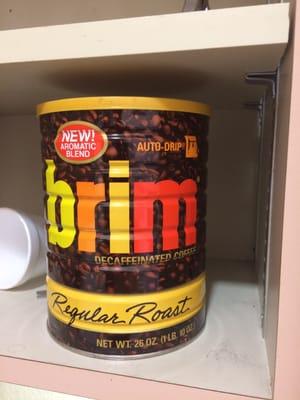 NEW!
AROMATIC
BLEND
AUTO-DRIP
brim
DECAFFEINATED COFFEE
Regular Roast
NET WT. 26 OZ. (1 LB. 10 OZ.)